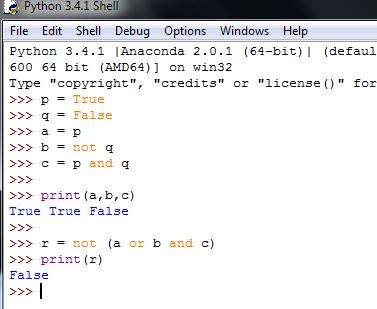 Python 3.4.1 Shell
File Edit Shell Debug Options Windows Help
Python 3.4.1 |Anaconda 2.0.1 (64-bit)| (defaul
600 64 bit (AMD64)] on win32
Type "copyright", "credits" or "license()" for
>>> p = True
>>> q = False
>>> a = p
>>> b = not q
>>> c = p and q
>>>
>>> print(a,b,c)
True True False
>>>
>>> r = not (a or b and c)
>>> print(r)
False
>>>